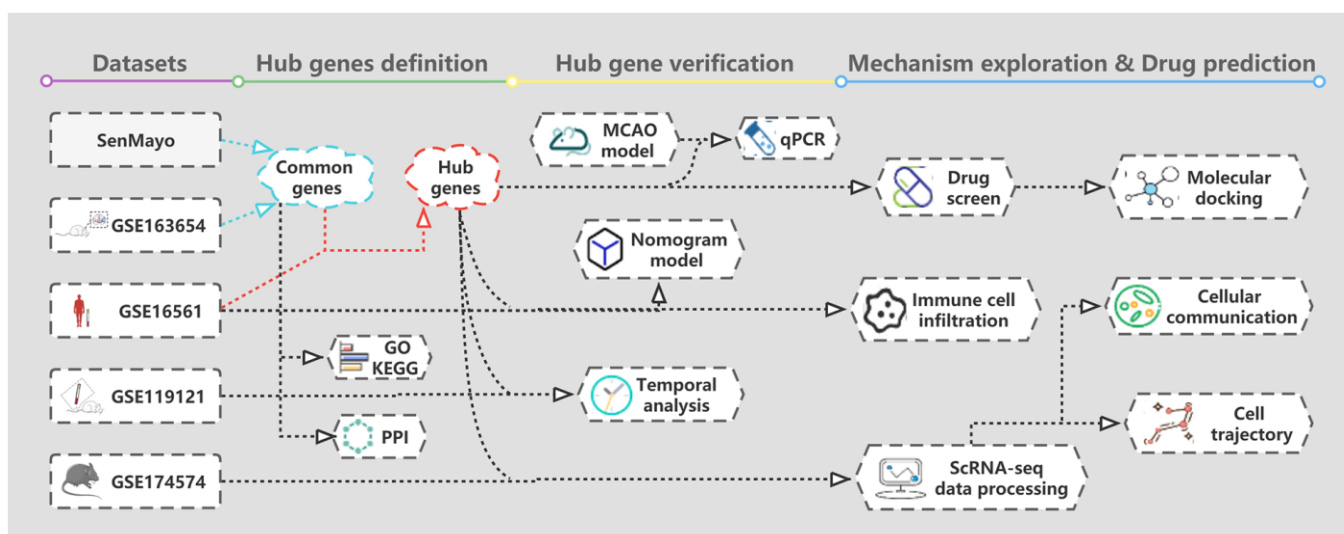 Datasets
Hub genes definition
Hub gene verification
Mechanism exploration & Drug prediction
SenMayo
GSE163654
GSE16561
GSE119121
GSE174574
Common
genes
Hub
genes
GO
KEGG
PPI
MCAO
model
qPCR
Nomogram
model
Temporal
analysis
Drug
screen
Molecular
docking
Immune cell
infiltration
Cellular
communication
ScRNA-seq
data processing
Cell
trajectory